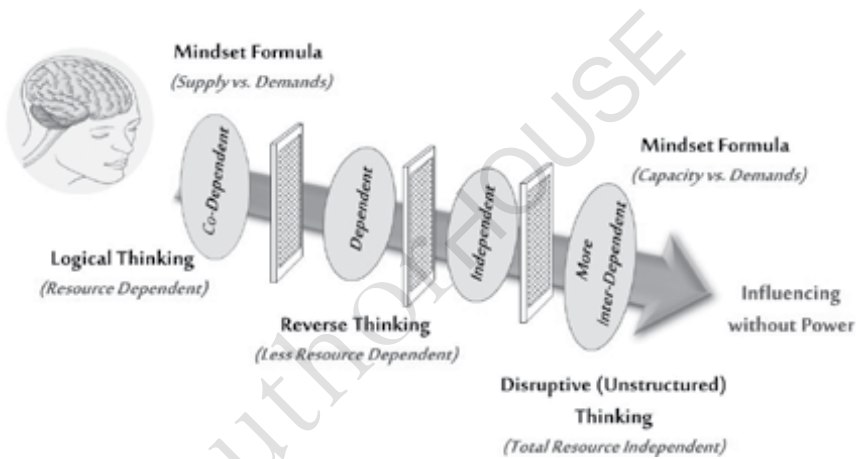 Mindset Formula
(Supply vs. Demands)
Co-Dependent
Dependent
Independent
More
Inter-Dependent
Mindset Formula
(Capacity vs. Demands)
Logical Thinking
(Resource Dependent)
Reverse Thinking
(Less Resource Dependent)
Disruptive (Unstructured)
Thinking
(Total Resource Independent)
Influencing
without Power
authorHOUSE